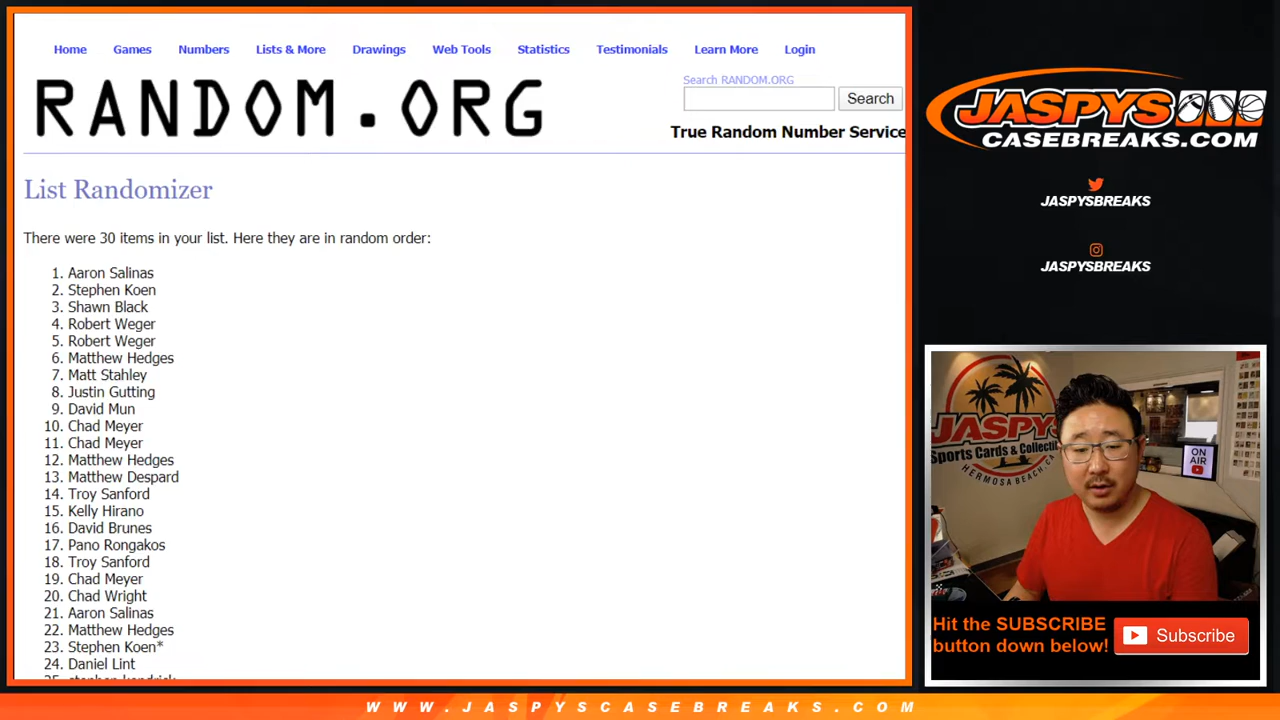 Home Games Numbers Lists & More Drawings Web Tools Statistics Testimonials Learn More Login
RANDOM.ORG
Search RANDOM.ORG
Search
True Random Number Service
List Randomizer
There were 30 items in your list. Here they are in random order:
1. Aaron Salinas
2. Stephen Koen
3. Shawn Black
4. Robert Weger
5. Robert Weger
6. Matthew Hedges
7. Matt Stahley
8. Justin Gutting
9. David Mun
10. Chad Meyer
11. Chad Meyer
12. Matthew Hedges
13. Matthew Despard
14. Troy Sanford
15. Kelly Hirano
16. David Brunes
17. Pano Rongakos
18. Troy Sanford
19. Chad Meyer
20. Chad Wright
21. Aaron Salinas
22. Matthew Hedges
23. Stephen Koen*
24. Daniel Lint
25. stephen kendrick
JASPYS
CASEBREAKS.COM
JASPYSBREAKS
JASPYSBREAKS
JASPYS
Sports Cards & Collectibles
HERMOSA BEACH, CA
ON AIR
Hit the SUBSCRIBE
button down below!
Subscribe
WWW.JASPYSCASEBREAKS.COM